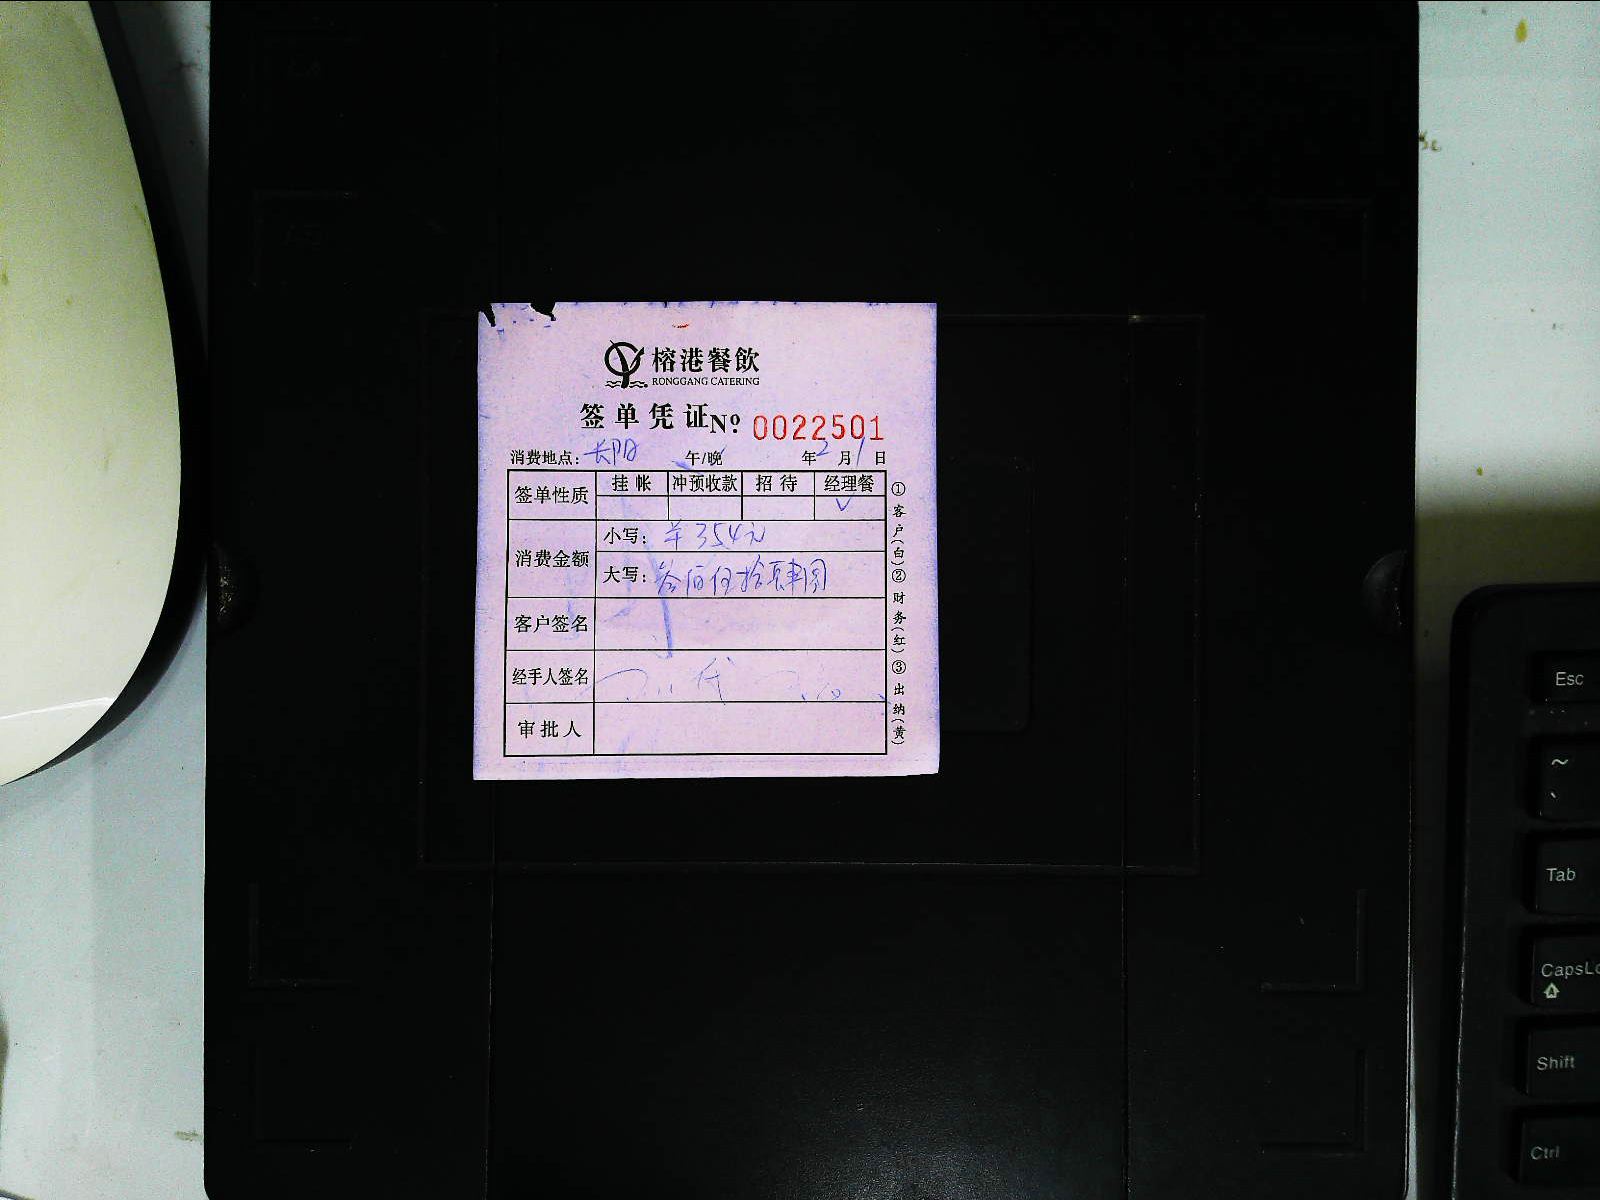 榕港餐飲
RONGGANG CATERING
签单凭证 Nº 0022501
消费地点: 长阳 午/晚 年2月1日
签单性质 挂帐 冲预收款 招待 经理餐
✓
消费金额 小写: ¥354元
大写: 叁佰伍拾肆圆
客户签名
经手人签名
审批人
①客户(白)②财务(红)③出纳(黄)
Esc
~
`
Tab
CapsLo
A
Shift
Ctrl